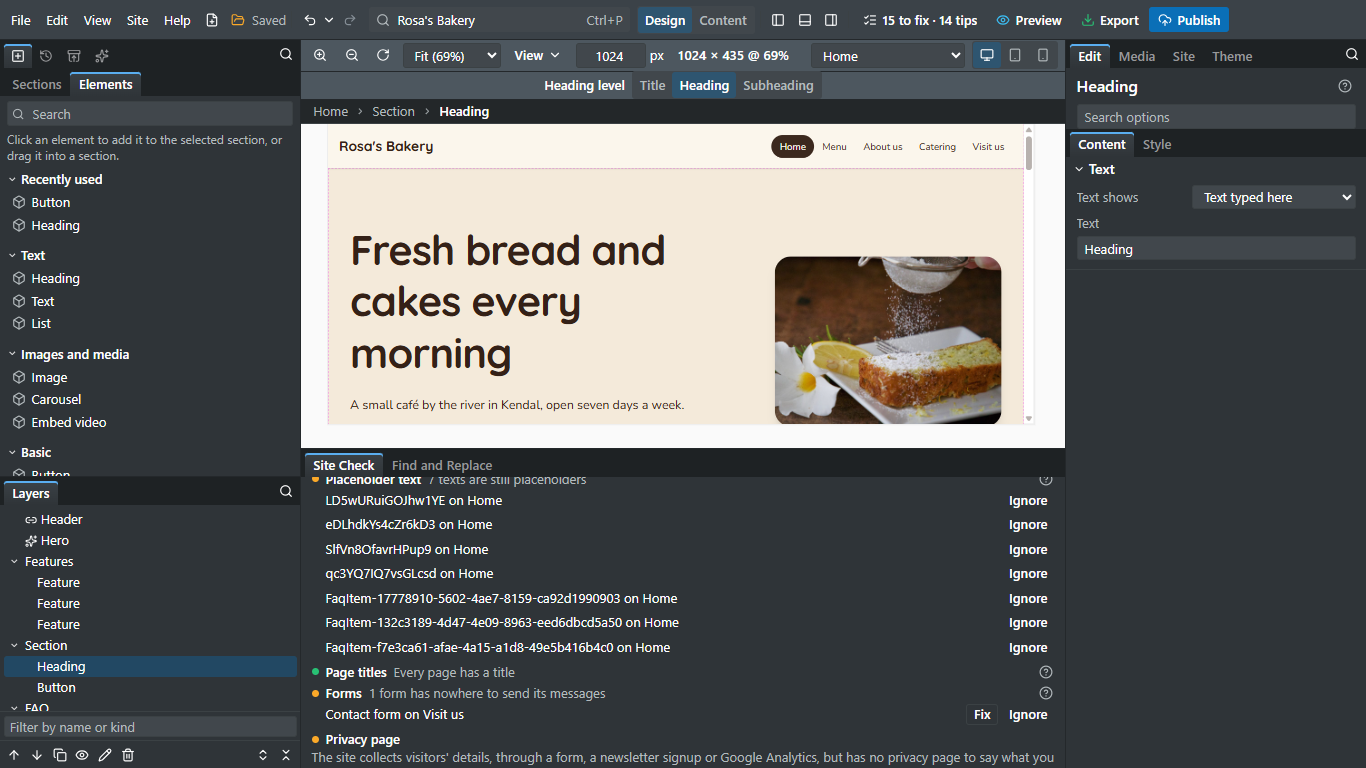 File Edit View Site Help Saved Rosa's Bakery Ctrl+P Design Content 15 to fix · 14 tips Preview Export Publish
Sections Elements
Search
Click an element to add it to the selected section, or
drag it into a section.
Recently used
Button
Heading
Text
Heading
Text
List
Images and media
Image
Carousel
Embed video
Basic
Button
Layers
Header
Hero
Features
Feature
Feature
Feature
Section
Heading
Button
FAQ
Filter by name or kind
Fit (69%) View 1024 px 1024 × 435 @ 69% Home
Heading level Title Heading Subheading
Home Section Heading
Rosa's Bakery Home Menu About us Catering Visit us
Fresh bread and
cakes every
morning
A small café by the river in Kendal, open seven days a week.
Site Check Find and Replace
Placeholder text 7 texts are still placeholders
LD5wURuiGOJhw1YE on Home Ignore
eDLhdkYs4cZr6kD3 on Home Ignore
SlfVn8OfavrHPup9 on Home Ignore
qc3YQ7IQ7vsGLcsd on Home Ignore
FaqItem-17778910-5602-4ae7-8159-ca92d1990903 on Home Ignore
FaqItem-132c3189-4d47-4e09-8963-eed6dbcd5a50 on Home Ignore
FaqItem-f7e3ca61-afae-4a15-a1d8-49e5b416b4c0 on Home Ignore
Page titles Every page has a title
Forms 1 form has nowhere to send its messages
Contact form on Visit us Fix Ignore
Privacy page
The site collects visitors' details, through a form, a newsletter signup or Google Analytics, but has no privacy page to say what you
Edit Media Site Theme
Heading
Search options
Content Style
Text
Text shows Text typed here
Text
Heading